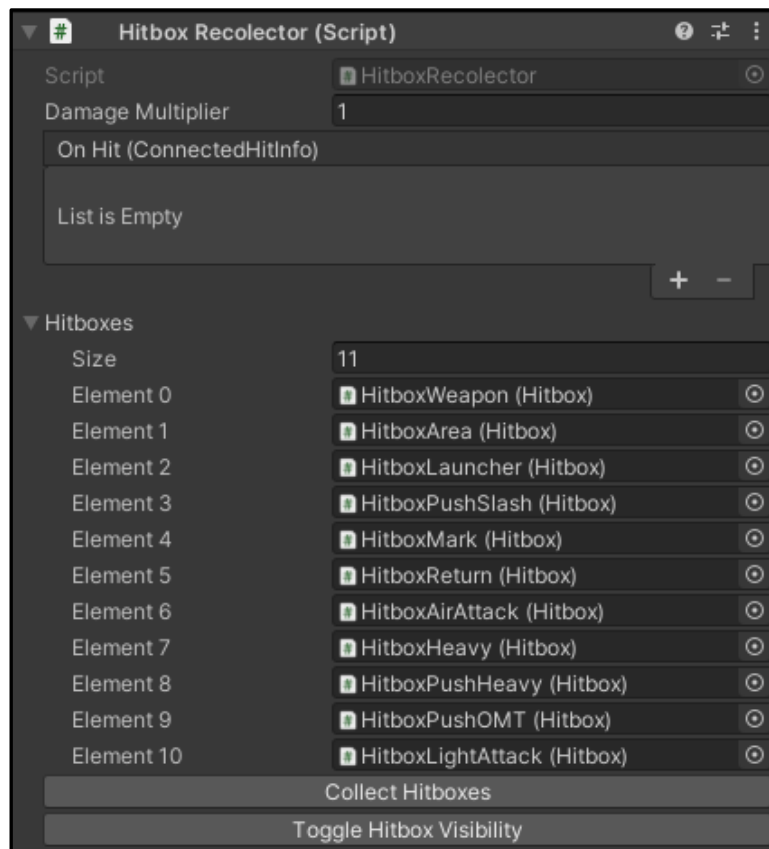 # Hitbox Recolector (Script)
Script # HitboxRecolector
Damage Multiplier 1
On Hit (ConnectedHitInfo)
List is Empty
+ −
Hitboxes
Size 11
Element 0 # HitboxWeapon (Hitbox)
Element 1 # HitboxArea (Hitbox)
Element 2 # HitboxLauncher (Hitbox)
Element 3 # HitboxPushSlash (Hitbox)
Element 4 # HitboxMark (Hitbox)
Element 5 # HitboxReturn (Hitbox)
Element 6 # HitboxAirAttack (Hitbox)
Element 7 # HitboxHeavy (Hitbox)
Element 8 # HitboxPushHeavy (Hitbox)
Element 9 # HitboxPushOMT (Hitbox)
Element 10 # HitboxLightAttack (Hitbox)
Collect Hitboxes
Toggle Hitbox Visibility